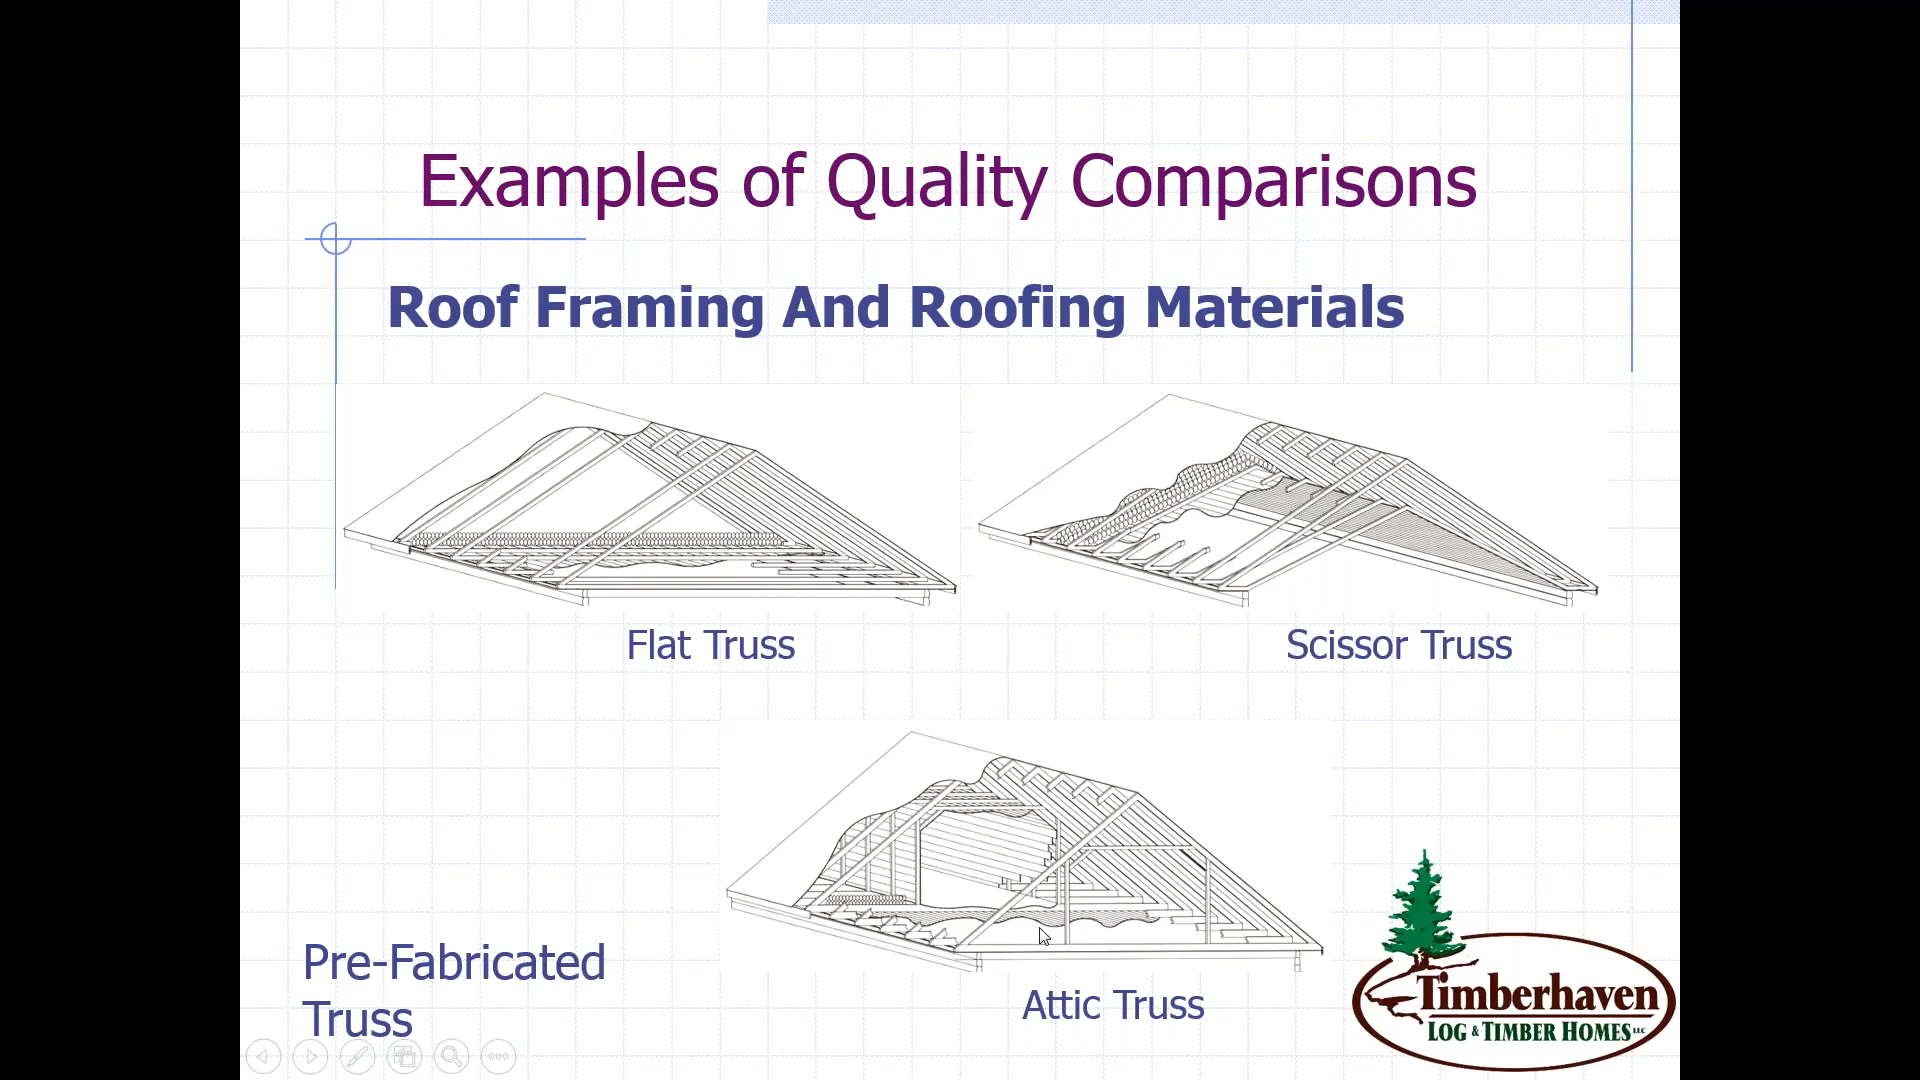 Examples of Quality Comparisons
Roof Framing And Roofing Materials
Flat Truss
Scissor Truss
Pre-Fabricated
Truss
Attic Truss
Timberhaven
LOG & TIMBER HOMES LLC